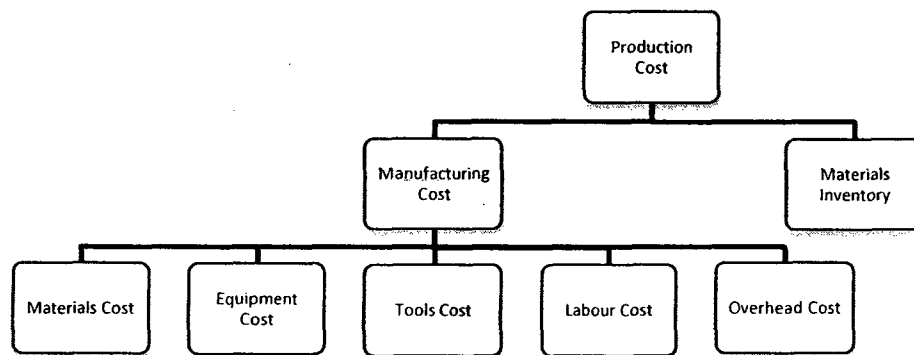 Production
Cost
Manufacturing
Cost
Materials
Inventory
Materials Cost
Equipment
Cost
Tools Cost
Labour Cost
Overhead Cost